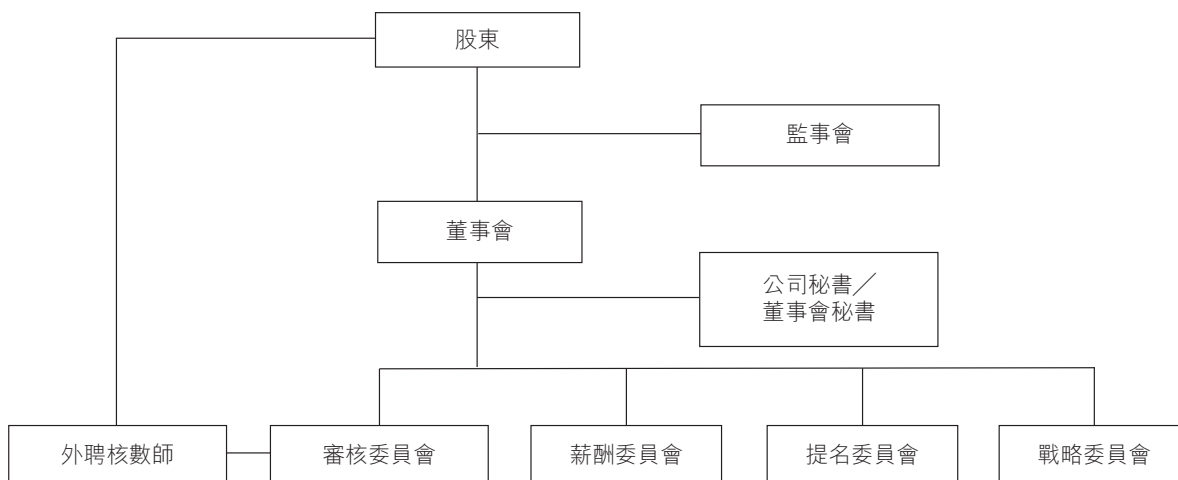 股東
監事會
董事會
公司秘書／
董事會秘書
外聘核數師
審核委員會
薪酬委員會
提名委員會
戰略委員會